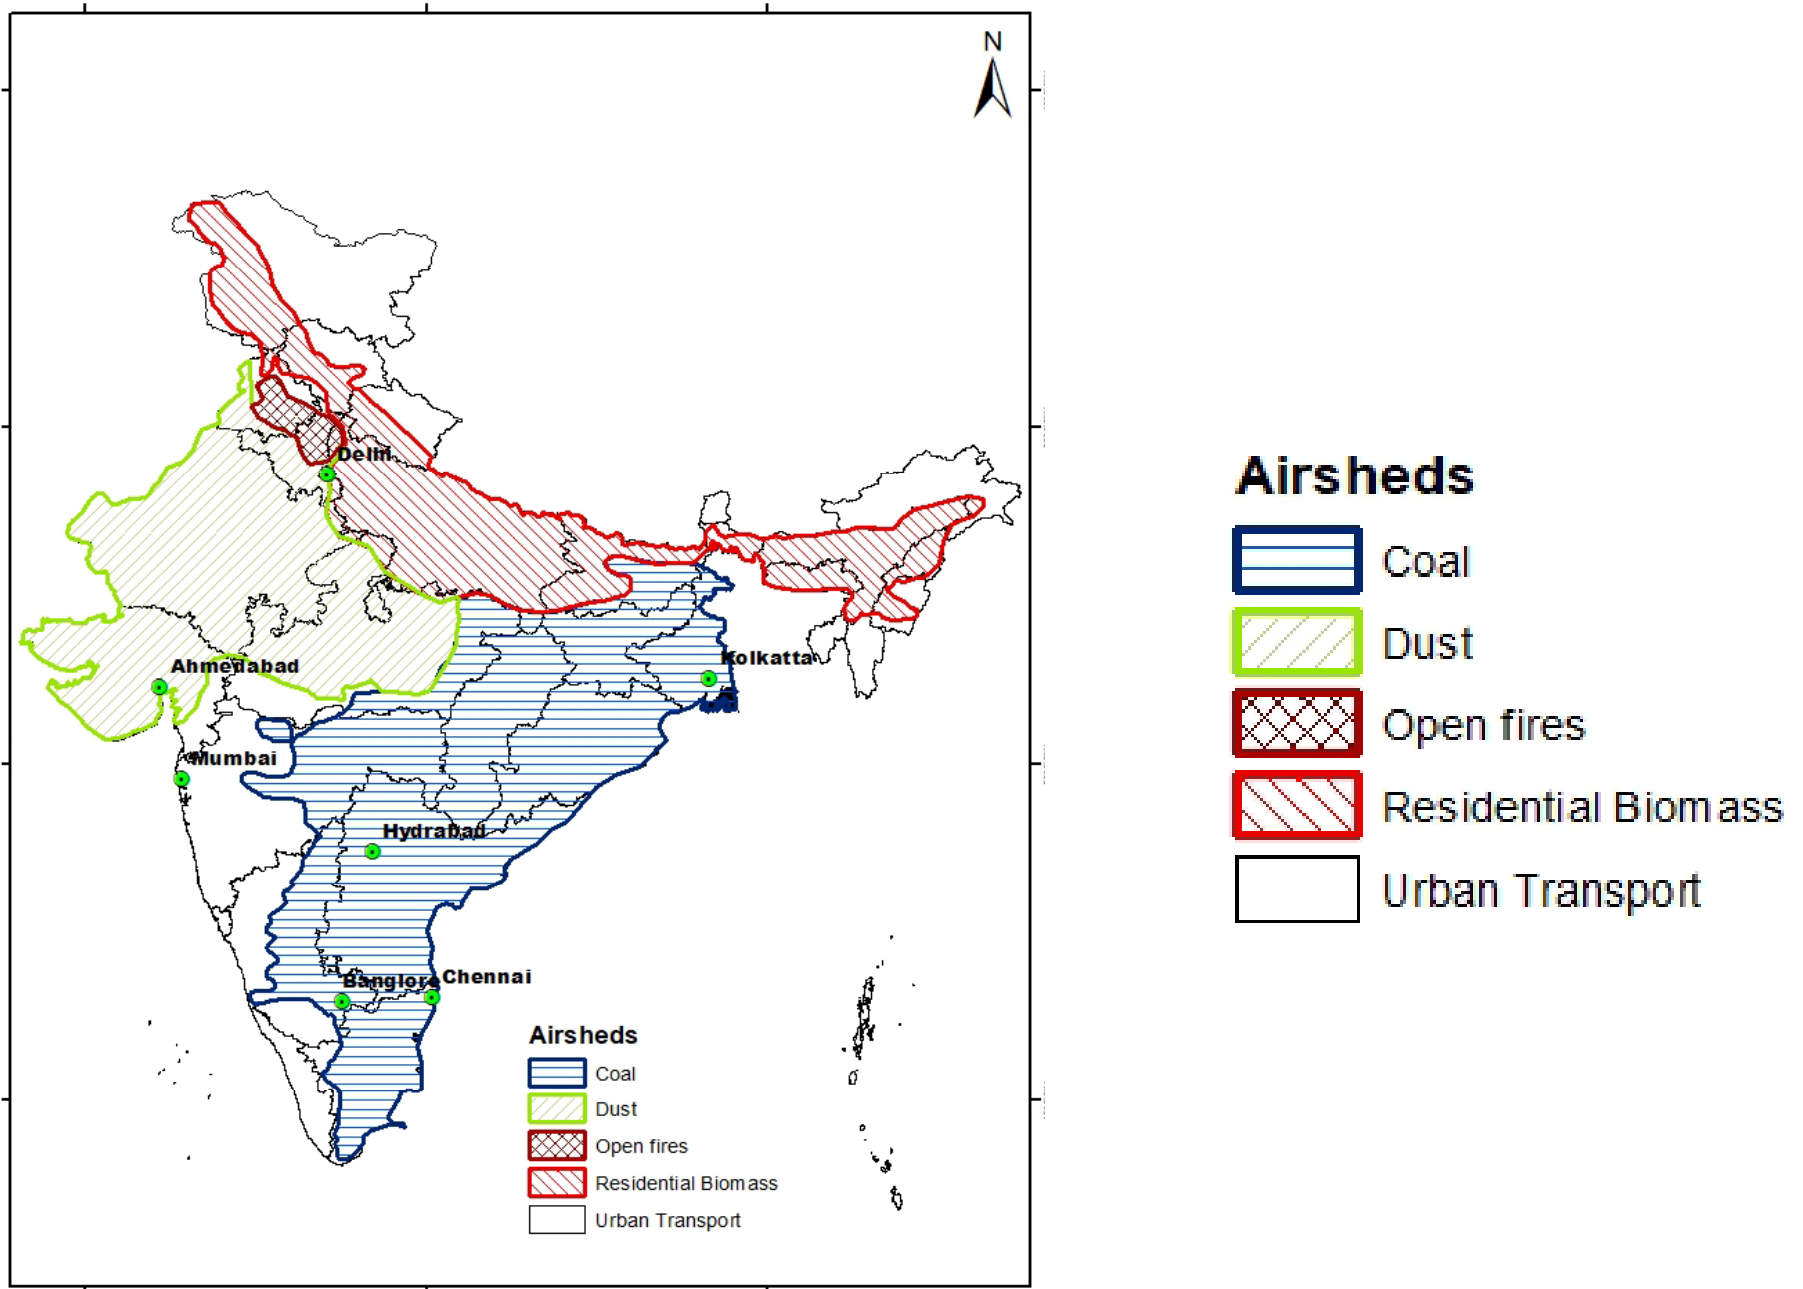 N
Delhi
Ahmedabad
Kolkatta
Mumbai
Hydrabad
Banglore
Chennai
Airsheds
Coal
Dust
Open fires
Residential Biomass
Urban Transport
Airsheds
Coal
Dust
Open fires
Residential Biomass
Urban Transport